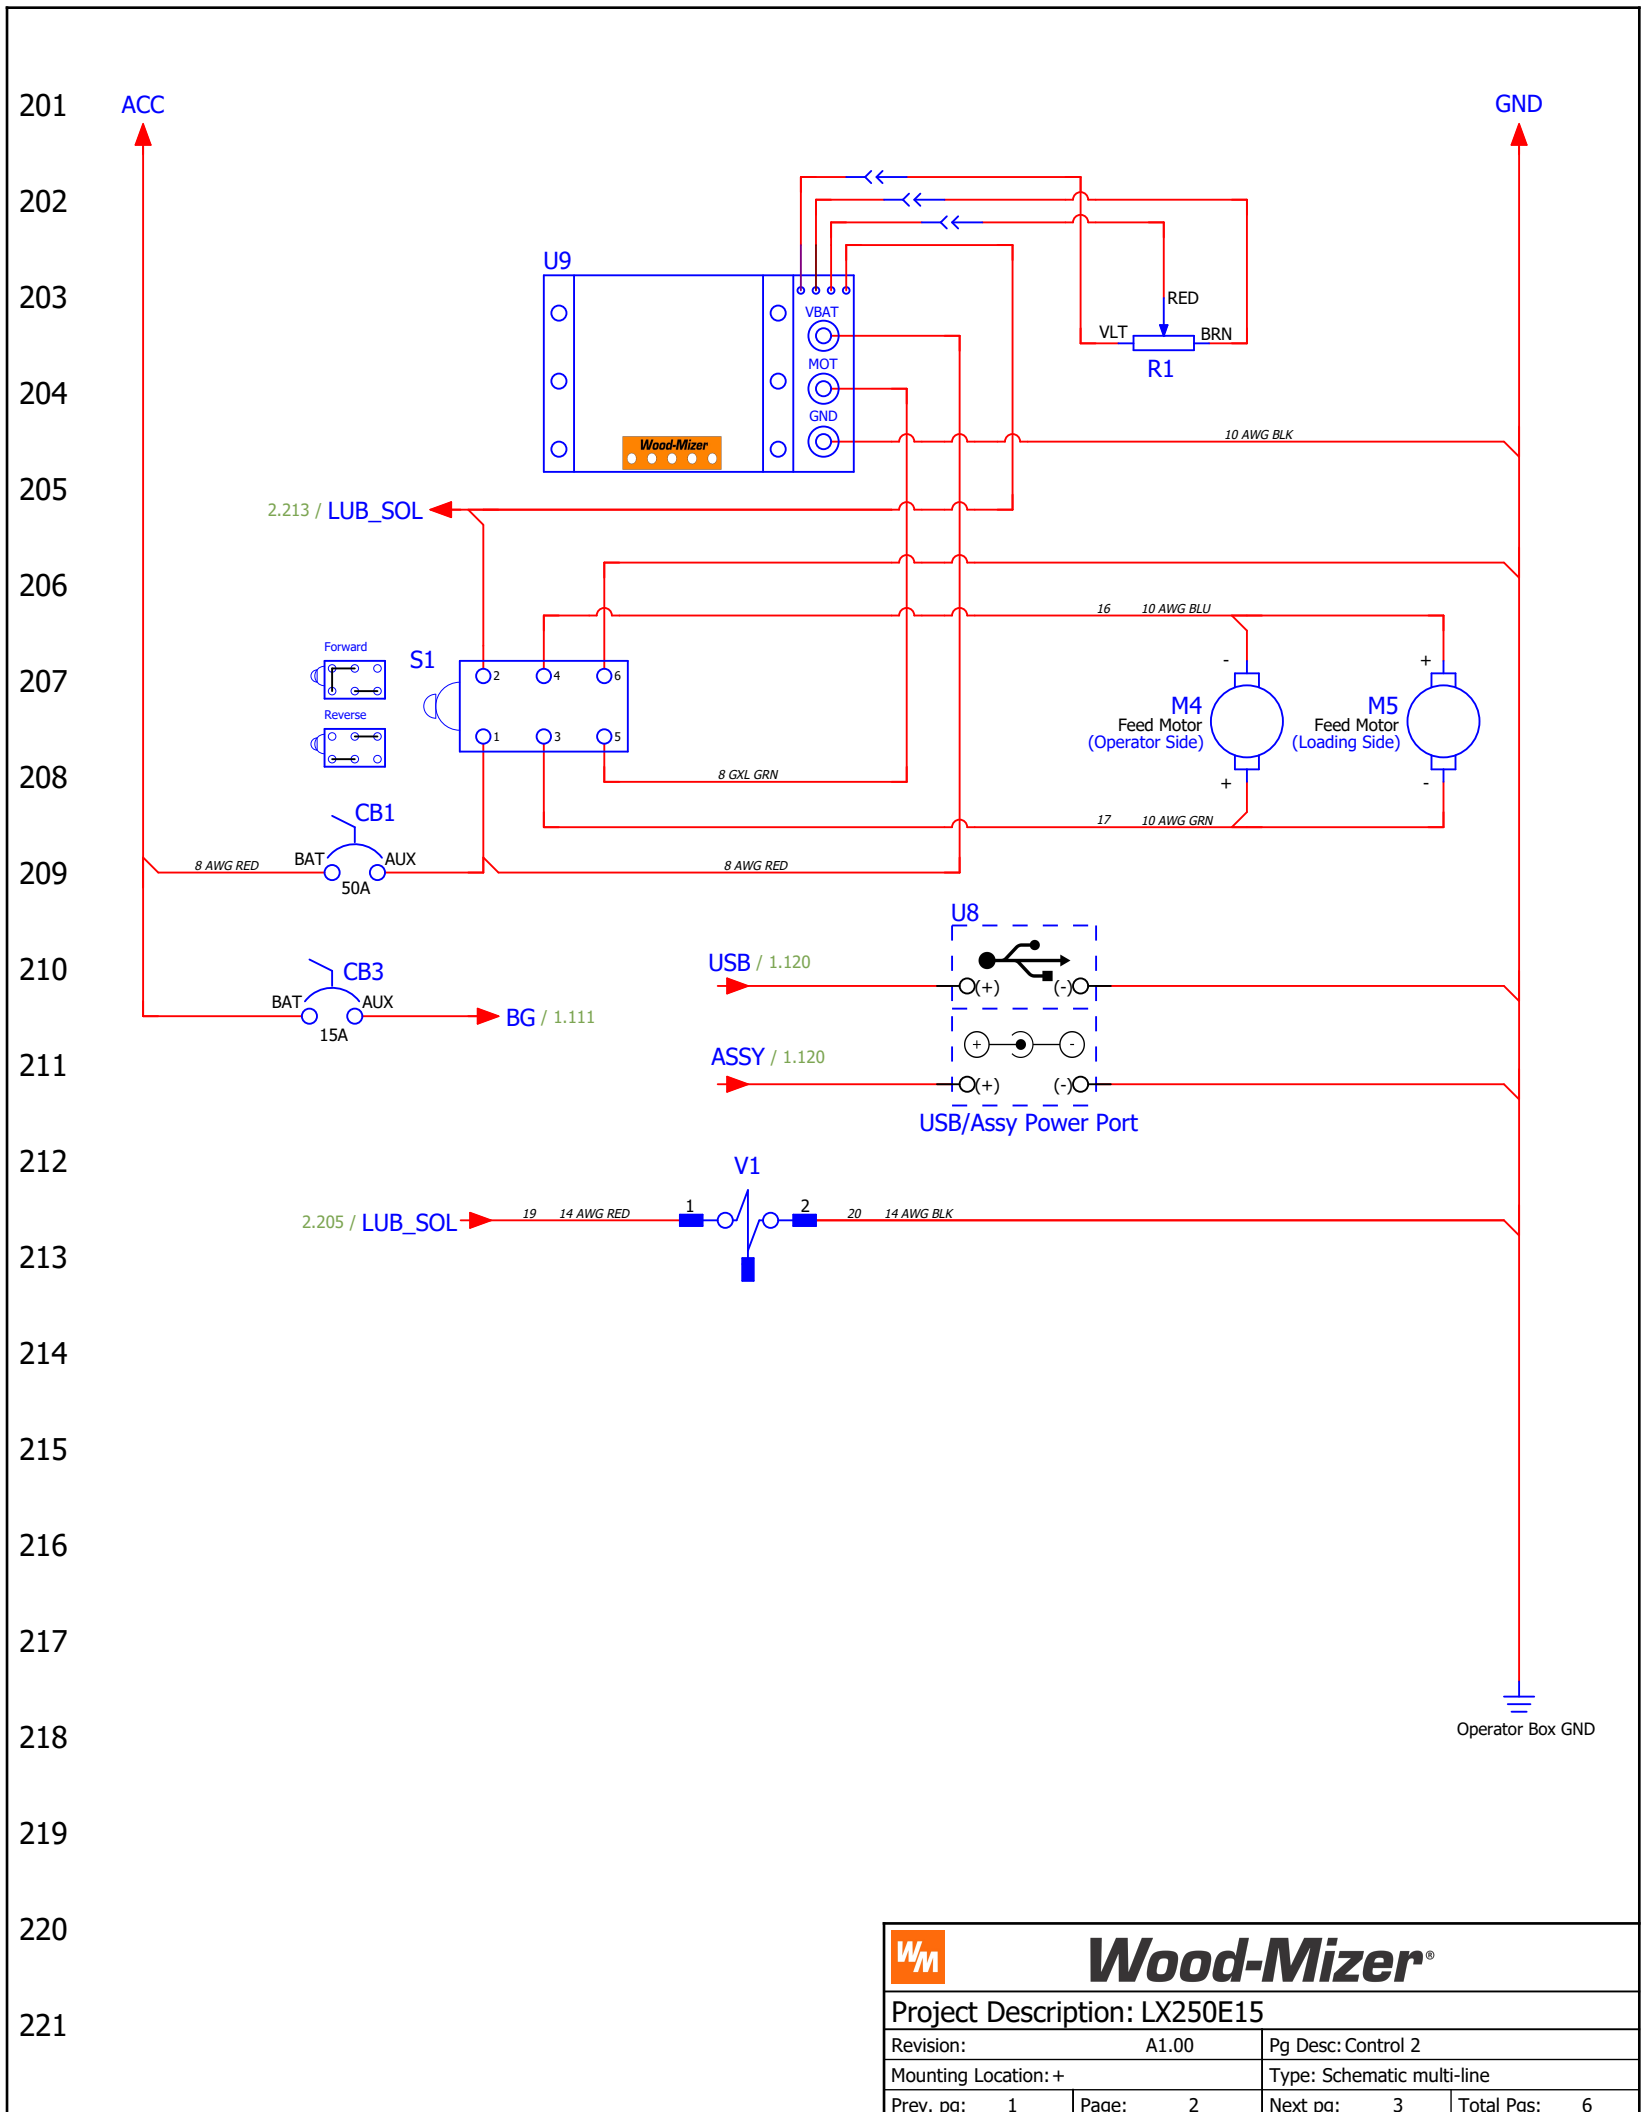 201 ACC GND
202
U9
203
RED
VBAT
VLT BRN
R1
MOT
204
GND
Wood-Mizer
10 AWG BLK
205
2.213 / LUB_SOL
206
16 10 AWG BLU
Forward
S1
2 4 6
- +
207
M4 M5
Feed Motor Feed Motor
(Operator Side) (Loading Side)
Reverse
1 3 5
208
8 GXL GRN
+ -
CB1
17 10 AWG GRN
BAT AUX
8 AWG RED 8 AWG RED
209
50A
U8
210
USB / 1.120
CB3
(+) (-)
BAT AUX
BG / 1.111
15A
+ -
211
ASSY / 1.120
(+) (-)
USB/Assy Power Port
212
V1
1 2
2.205 / LUB_SOL 19 14 AWG RED 20 14 AWG BLK
213
214
215
216
217
218
Operator Box GND
219
220
WM Wood-Mizer®
Project Description: LX250E15
221
Revision: A1.00 Pg Desc: Control 2
Mounting Location: + Type: Schematic multi-line
Prev. pg: 1 Page: 2 Next pg: 3 Total Pgs: 6